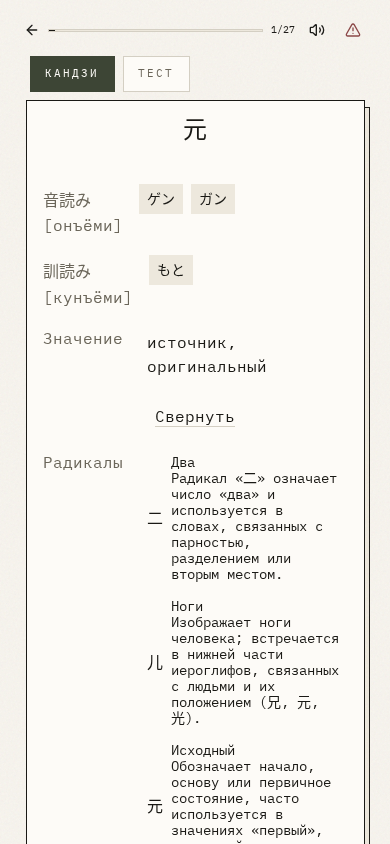 1/27
КАНДЗИ ТЕСТ
元
音読み ゲン ガン
[онъёми]
訓読み もと
[кунъёми]
Значение источник,
оригинальный
Свернуть
Радикалы Два
Радикал «二» означает
число «два» и
используется в
二 словах, связанных с
парностью,
разделением или
вторым местом.
Ноги
Изображает ноги
человека; встречается
儿 в нижней части
иероглифов, связанных
с людьми и их
положением (兄, 元,
光).
Исходный
Обозначает начало,
основу или первичное
元 состояние, часто
используется в
значениях «первый»,